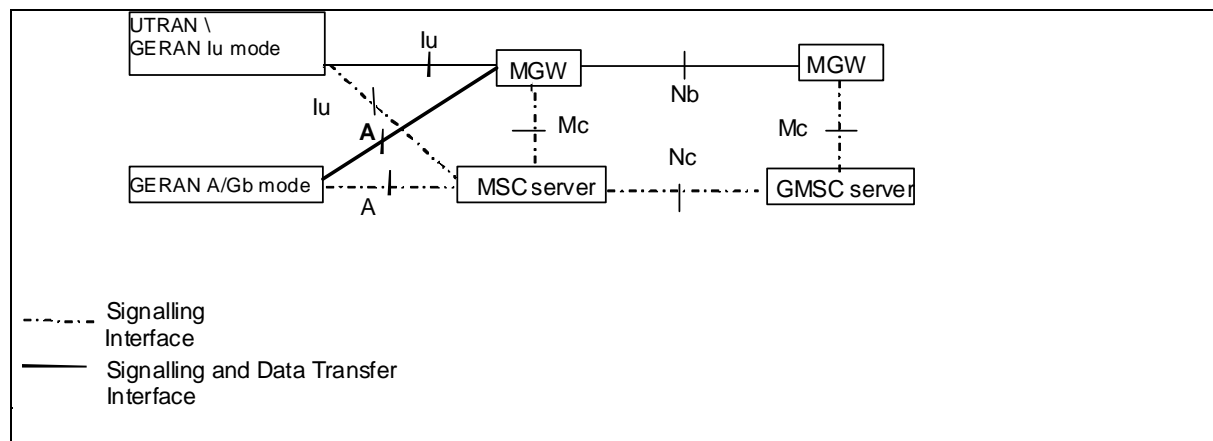 UTRAN \
GERAN Iu mode
Iu
MGW
MGW
Nb
Iu
A
Mc
Mc
Nc
GERAN A/Gb mode
MSC server
GMSC server
A
Signalling
Interface
Signalling and Data Transfer
Interface